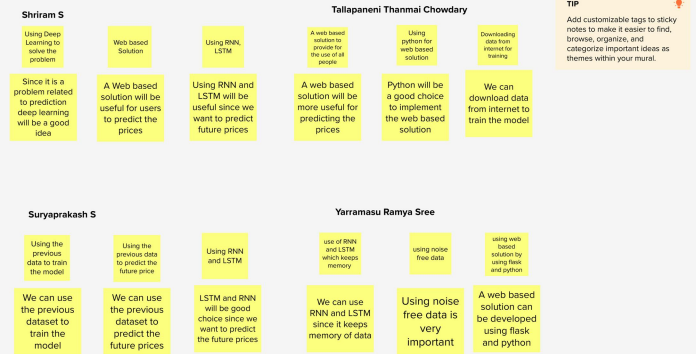 Shriram S
Using Deep
Learning to
solve the
problem
Web based
Solution
Using RNN,
LSTM
Since it is a
problem related
to prediction
deep learning
will be a good
idea
A Web based
solution will be
useful for users
to predict the
prices
Using RNN and
LSTM will be
useful since we
want to predict
future prices
Tallapaneni Thanmai Chowdary
A web based
solution to
provide for
the use of all
people
Using
python for
web based
solution
Downloading
data from
internet for
training
A web based
solution will be
more useful for
predicting the
prices
Python will be
a good choice
to implement
the web based
solution
We can
download data
from internet to
train the model
TIP
Add customizable tags to sticky
notes to make it easier to find,
browse, organize, and
categorize important ideas as
themes within your mural.
Suryaprakash S
Using the
previous
data to train
the model
Using the
previous data
to predict the
future price
Using RNN
and LSTM
We can use
the previous
dataset to
train the
model
We can use
the previous
dataset to
predict the
future prices
LSTM and RNN
will be good
choice since we
want to predict
the future prices
Yarramasu Ramya Sree
use of RNN
and LSTM
which keeps
memory
using noise
free data
using web
based
solution by
using flask
and python
We can use
RNN and LSTM
since it keeps
memory of data
Using noise
free data is
very
important
A web based
solution can
be developed
using flask
and python